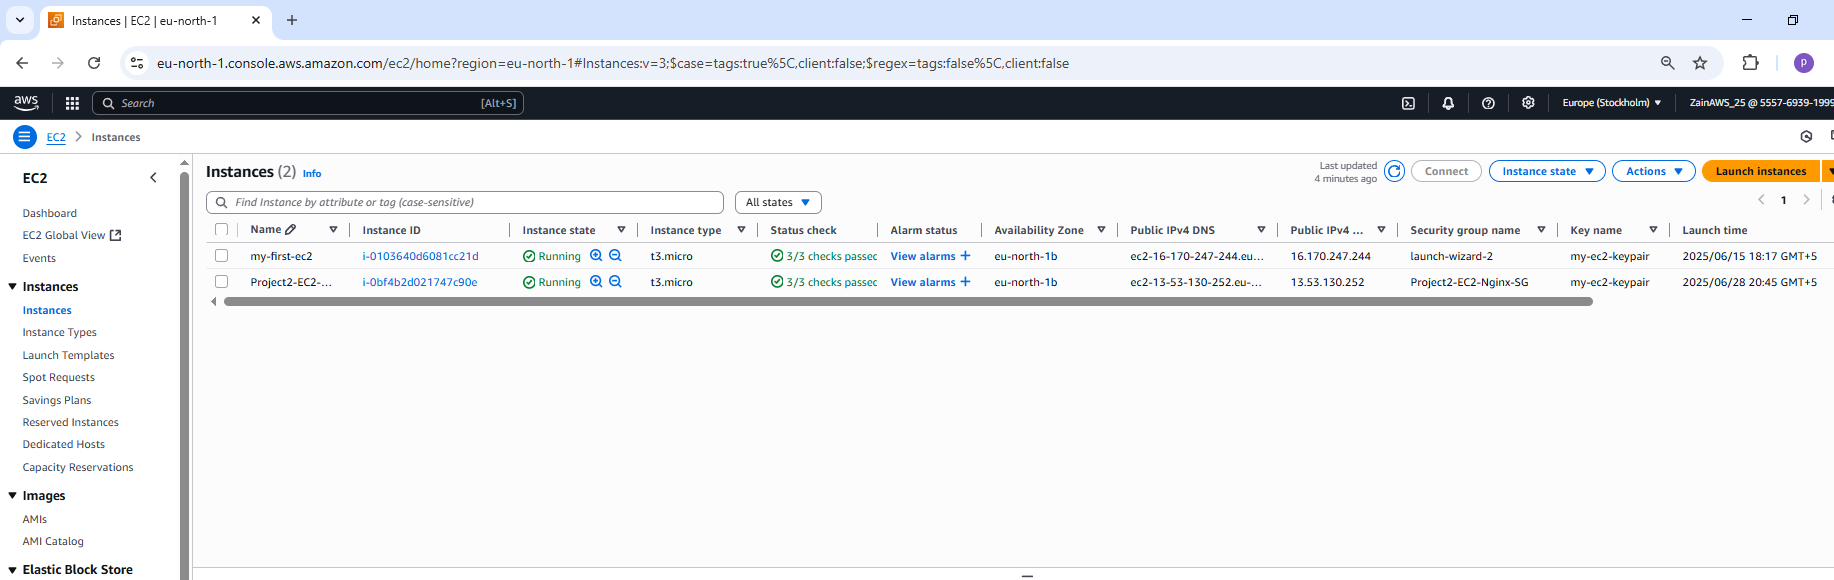 Instances | EC2 | eu-north-1
eu-north-1.console.aws.amazon.com/ec2/home?region=eu-north-1#Instances:v=3;$case=tags:true%5C,client:false;$regex=tags:false%5C,client:false
P
aws Search [Alt+S] Europe (Stockholm) ZainAWS_25 @ 5557-6939-1999
EC2 Instances
EC2
Dashboard
EC2 Global View
Events
Instances
Instances
Instance Types
Launch Templates
Spot Requests
Savings Plans
Reserved Instances
Dedicated Hosts
Capacity Reservations
Images
AMIs
AMI Catalog
Elastic Block Store
Instances (2) Info
Last updated
4 minutes ago
Connect Instance state Actions Launch instances
Find Instance by attribute or tag (case-sensitive) All states 1
Name Instance ID Instance state Instance type Status check Alarm status Availability Zone Public IPv4 DNS Public IPv4 ... Security group name Key name Launch time
my-first-ec2 i-0103640d6081cc21d Running t3.micro 3/3 checks passed View alarms + eu-north-1b ec2-16-170-247-244.eu... 16.170.247.244 launch-wizard-2 my-ec2-keypair 2025/06/15 18:17 GMT+5
Project2-EC2-... i-0bf4b2d021747c90e Running t3.micro 3/3 checks passed View alarms + eu-north-1b ec2-13-53-130-252.eu-... 13.53.130.252 Project2-EC2-Nginx-SG my-ec2-keypair 2025/06/28 20:45 GMT+5